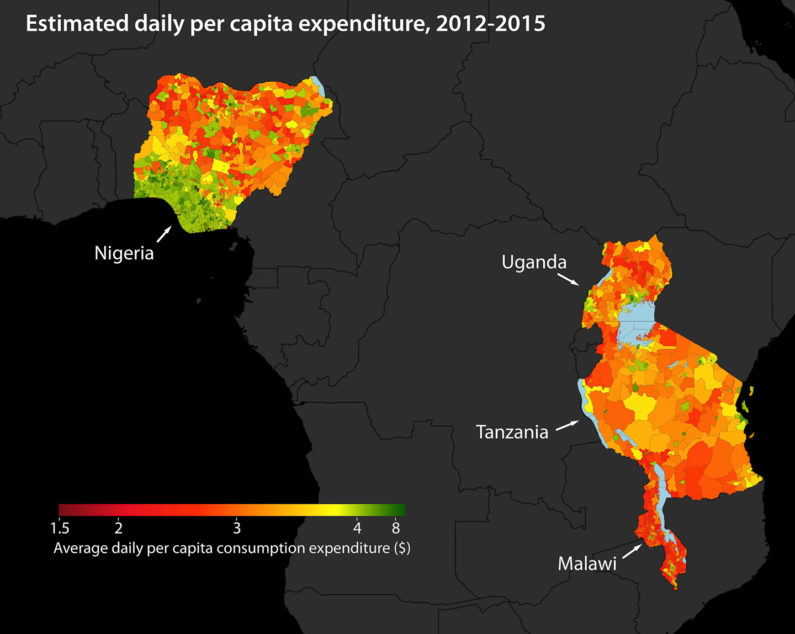 Estimated daily per capita expenditure, 2012-2015
Nigeria
Uganda
Tanzania
1.5 2 3 4 8
Average daily per capita consumption expenditure ($)
Malawi